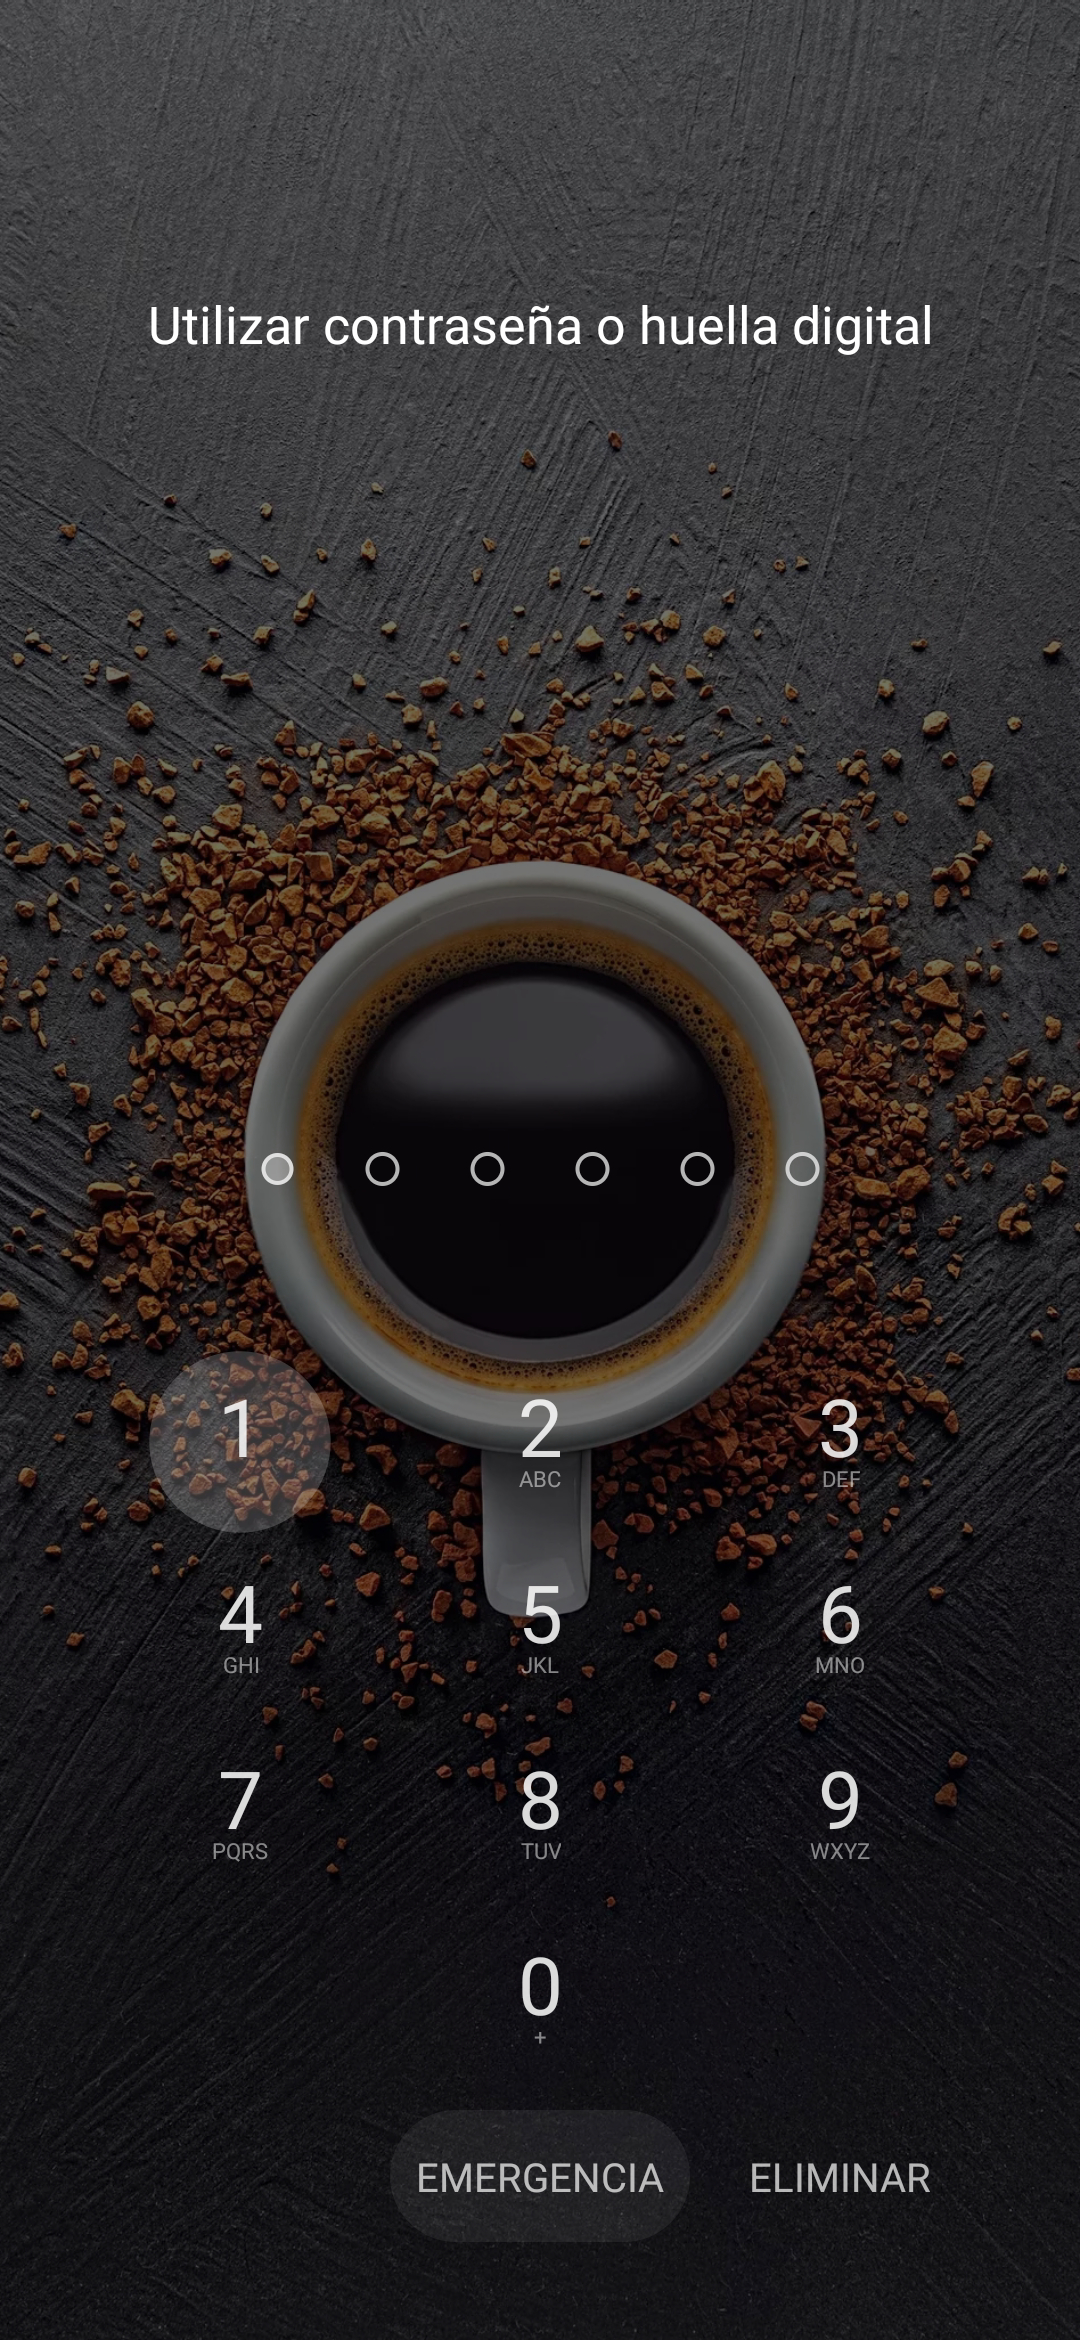 Utilizar contraseña o huella digital
1 2 3
ABC DEF
4 5 6
GHI JKL MNO
7 8 9
PQRS TUV WXYZ
0
+
EMERGENCIA ELIMINAR